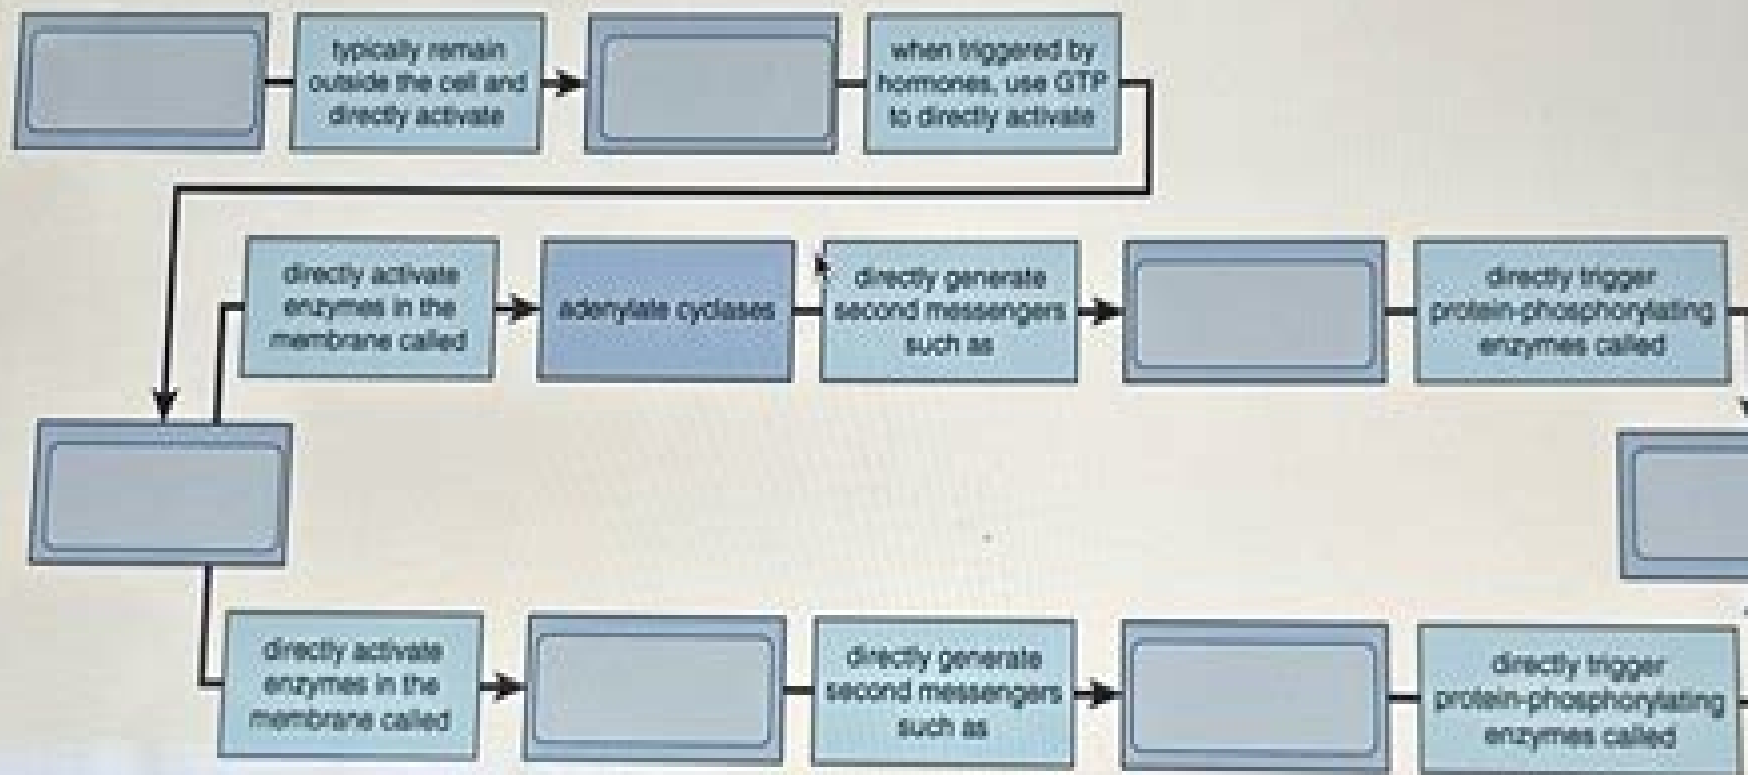 typically remain
outside the cell and
directly activate
when triggered by
hormones, use GTP
to directly activate
directly activate
enzymes in the
membrane called
adenylate cyclases
directly generate
second messengers
such as
directly trigger
protein-phosphorylating
enzymes called
directly activate
enzymes in the
membrane called
directly generate
second messengers
such as
directly trigger
protein-phosphorylating
enzymes called